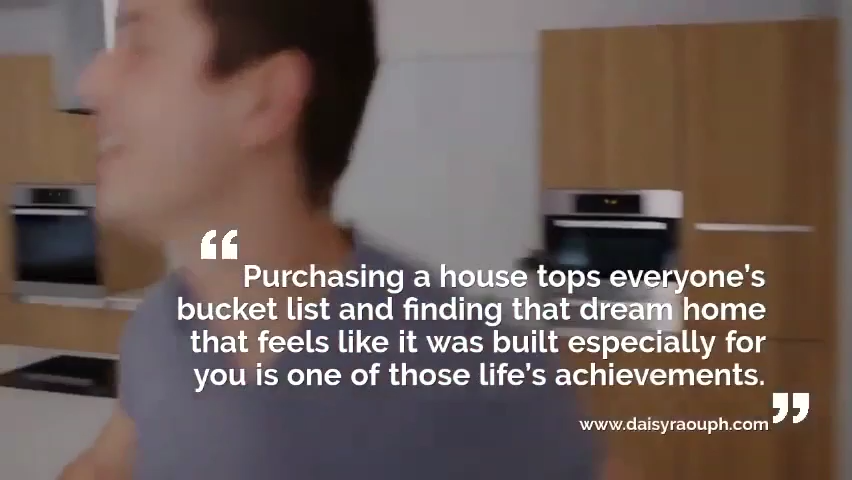 “
Purchasing a house tops everyone’s
bucket list and finding that dream home
that feels like it was built especially for
you is one of those life’s achievements.
”
www.daisyraouph.com